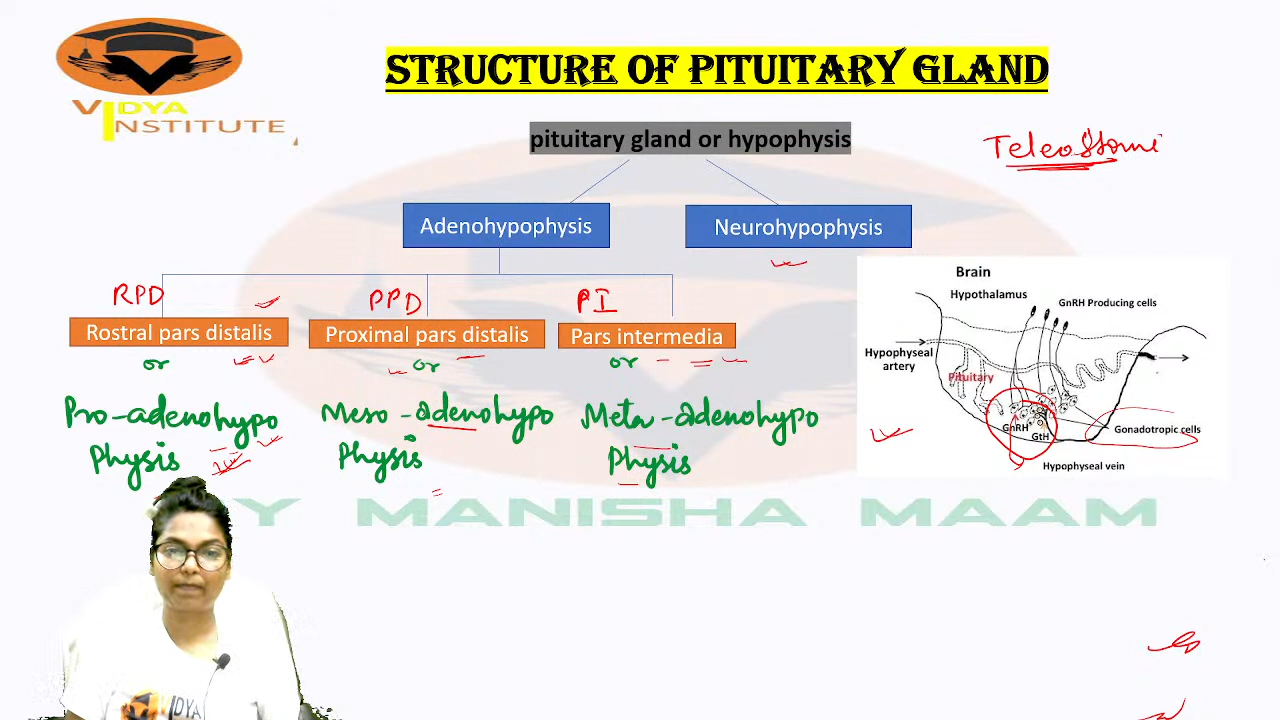 VIDYA
INSTITUTE
STRUCTURE OF PITUITARY GLAND
pituitary gland or hypophysis
Teleostomi
Adenohypophysis
Neurohypophysis
RPD
PPD
PI
Rostral pars distalis
Proximal pars distalis
Pars intermedia
or
or
or
Pro-adenohypo
Physis
Meso-adenohypo
Physis
Meta-adenohypo
Physis
Brain
Hypothalamus
GnRH Producing cells
Hypophyseal
artery
Pituitary
GnRH
GtH
Gonadotropic cells
Hypophyseal vein
BY MANISHA MAAM
VIDYA